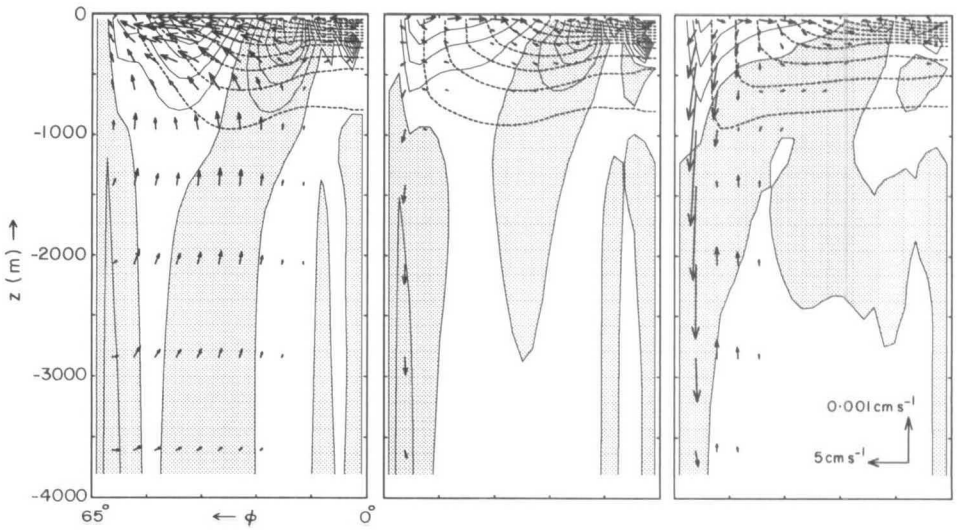 0
-1000
-2000
-3000
-4000
z (m) →
65°
← ϕ
0°
0·001 cm s⁻¹
5 cm s⁻¹